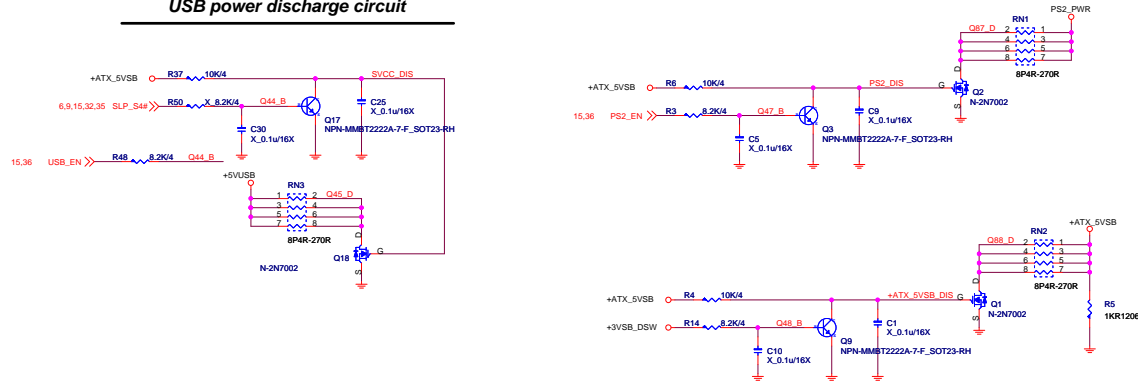 USB power discharge circuit
+ATX_5VSB
R37
10K/4
5VCC_DIS
6,9,15,32,35
SLP_S4#
R50
X_8.2K/4
Q44_B
Q17
NPN-MMBT2222A-7-F_SOT23-RH
C25
X_0.1u/16X
C30
X_0.1u/16X
15,36
USB_EN
R48
8.2K/4
Q44_B
+5VUSB
RN3
1
2
3
4
5
6
7
8
Q45_D
8P4R-270R
D
G
S
Q18
N-2N7002
PS2_PWR
RN1
Q87_D
2
1
4
3
6
5
8
7
8P4R-270R
+ATX_5VSB
R6
10K/4
PS2_DIS
D
G
S
Q2
N-2N7002
15,36
PS2_EN
R3
8.2K/4
Q47_B
Q3
NPN-MMBT2222A-7-F_SOT23-RH
C9
X_0.1u/16X
C5
X_0.1u/16X
+ATX_5VSB
RN2
Q88_D
2
1
4
3
6
5
8
7
8P4R-270R
R5
1KR1206
+ATX_5VSB
R4
10K/4
+ATX_5VSB_DIS
D
G
S
Q1
N-2N7002
+3VSB_DSW
R14
8.2K/4
Q48_B
Q9
NPN-MMBT2222A-7-F_SOT23-RH
C1
X_0.1u/16X
C10
X_0.1u/16X